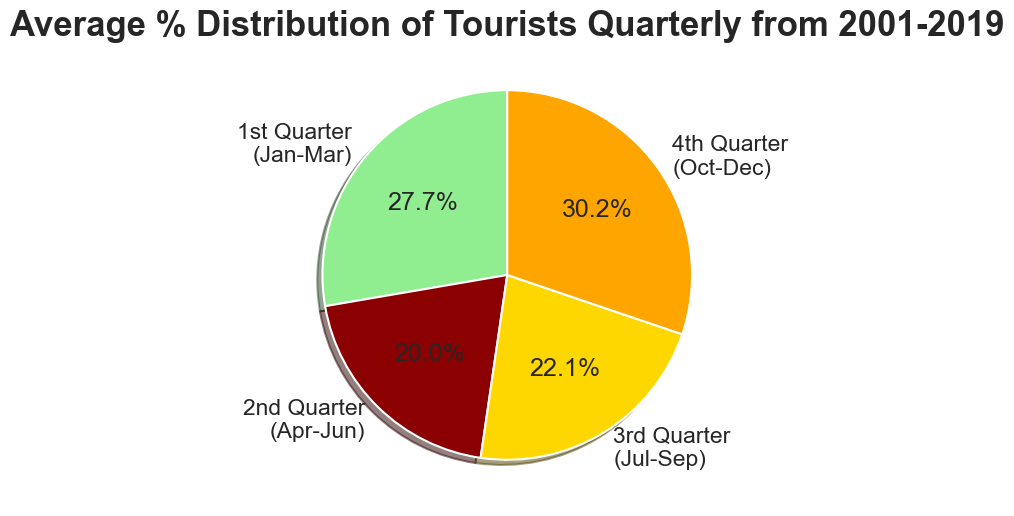 Average % Distribution of Tourists Quarterly from 2001-2019
1st Quarter
(Jan-Mar)
27.7%
4th Quarter
(Oct-Dec)
30.2%
2nd Quarter
(Apr-Jun)
20.0%
3rd Quarter
(Jul-Sep)
22.1%